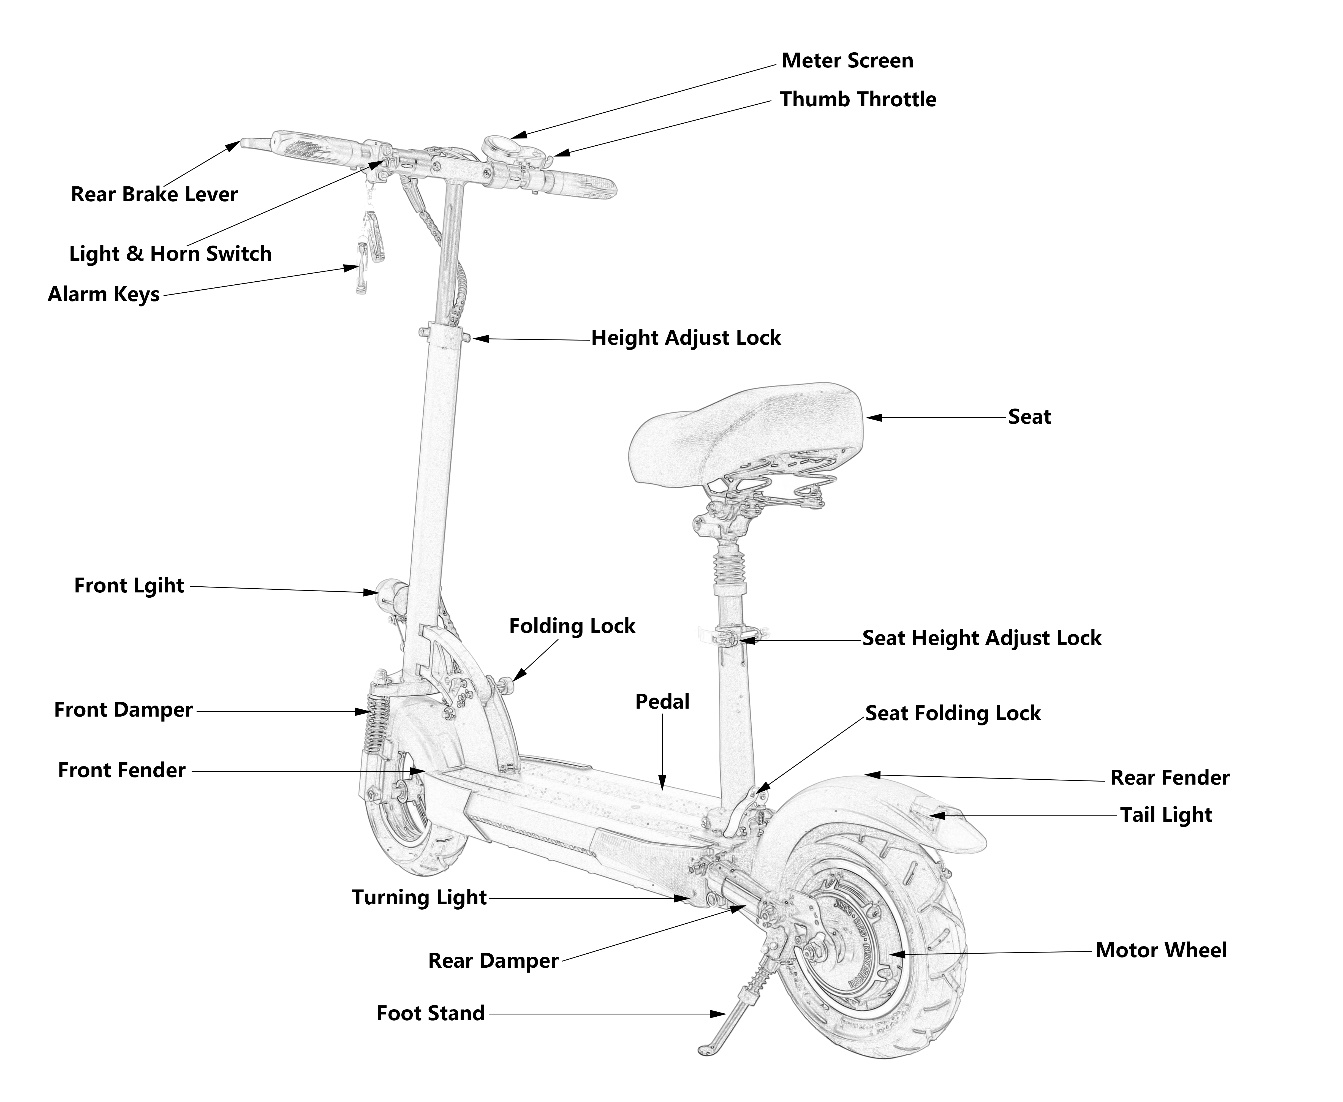 Meter Screen
Thumb Throttle
Rear Brake Lever
Light & Horn Switch
Alarm Keys
Height Adjust Lock
Seat
Front Lgiht
Folding Lock
Seat Height Adjust Lock
Pedal
Front Damper
Seat Folding Lock
Front Fender
Rear Fender
Tail Light
Turning Light
Motor Wheel
Rear Damper
Foot Stand